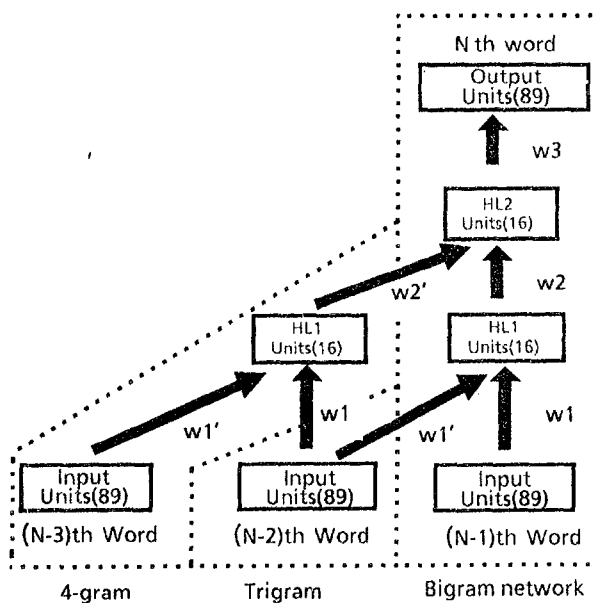 N th word
Output
Units(89)
w3
HL2
Units(16)
w2'
w2
HL1
Units(16)
HL1
Units(16)
w1'
w1
w1'
w1
Input
Units(89)
Input
Units(89)
Input
Units(89)
(N-3)th Word
(N-2)th Word
(N-1)th Word
4-gram
Trigram
Bigram network